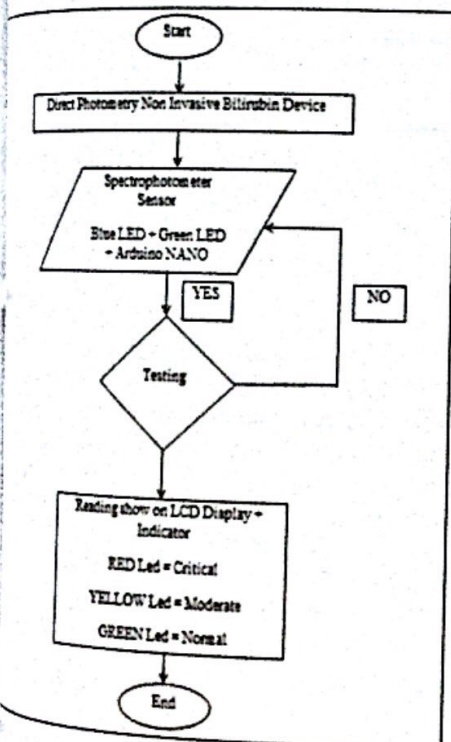 Start
Direct Photometry Non Invasive Bilirubin Device
Spectrophotometer
Sensor
Blue LED + Green LED
+ Arduino NANO
YES
NO
Testing
Reading show on LCD Display +
Indicator
RED Led = Critical
YELLOW Led = Moderate
GREEN Led = Normal
End